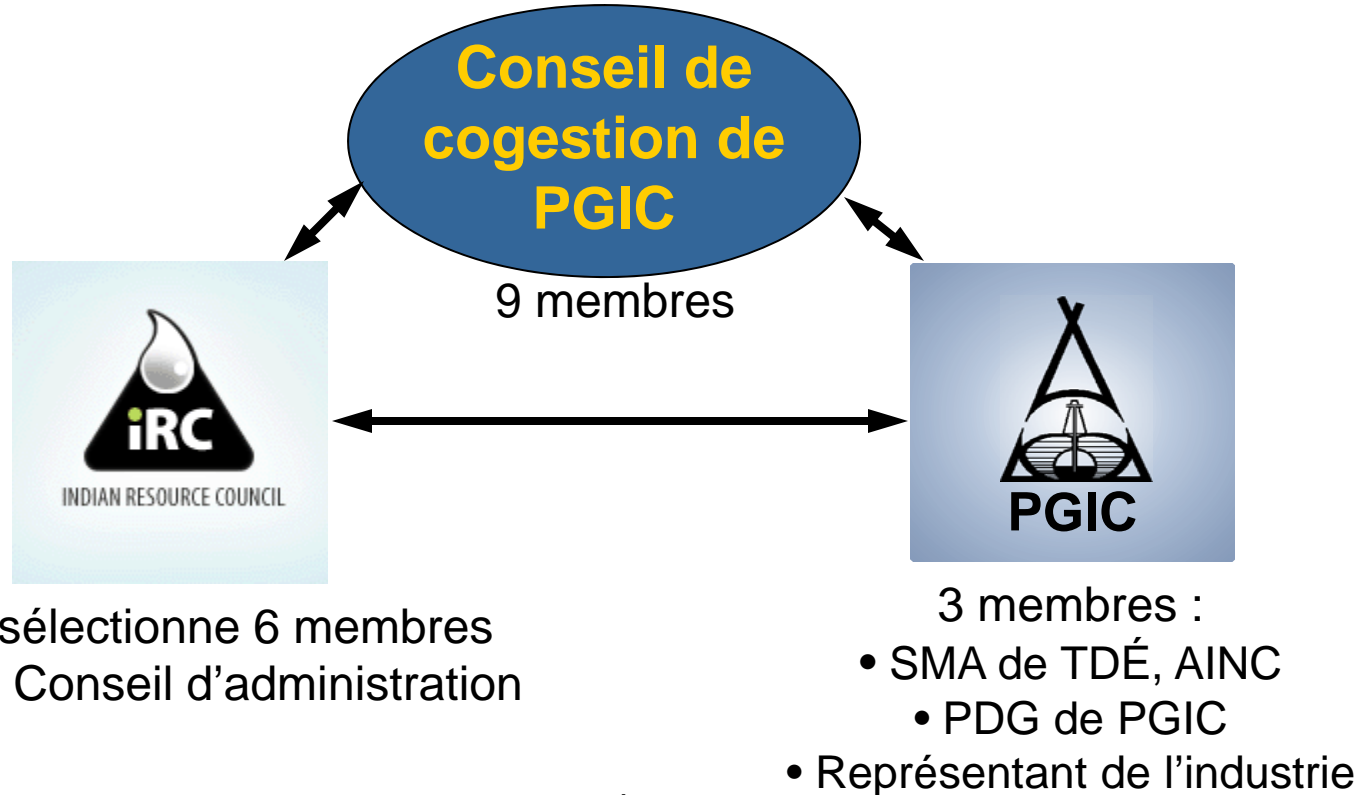 Conseil de
cogestion de
PGIC
9 membres
iRC
INDIAN RESOURCE COUNCIL
PGIC
sélectionne 6 membres
Conseil d’administration
3 membres :
• SMA de TDÉ, AINC
• PDG de PGIC
• Représentant de l’industrie